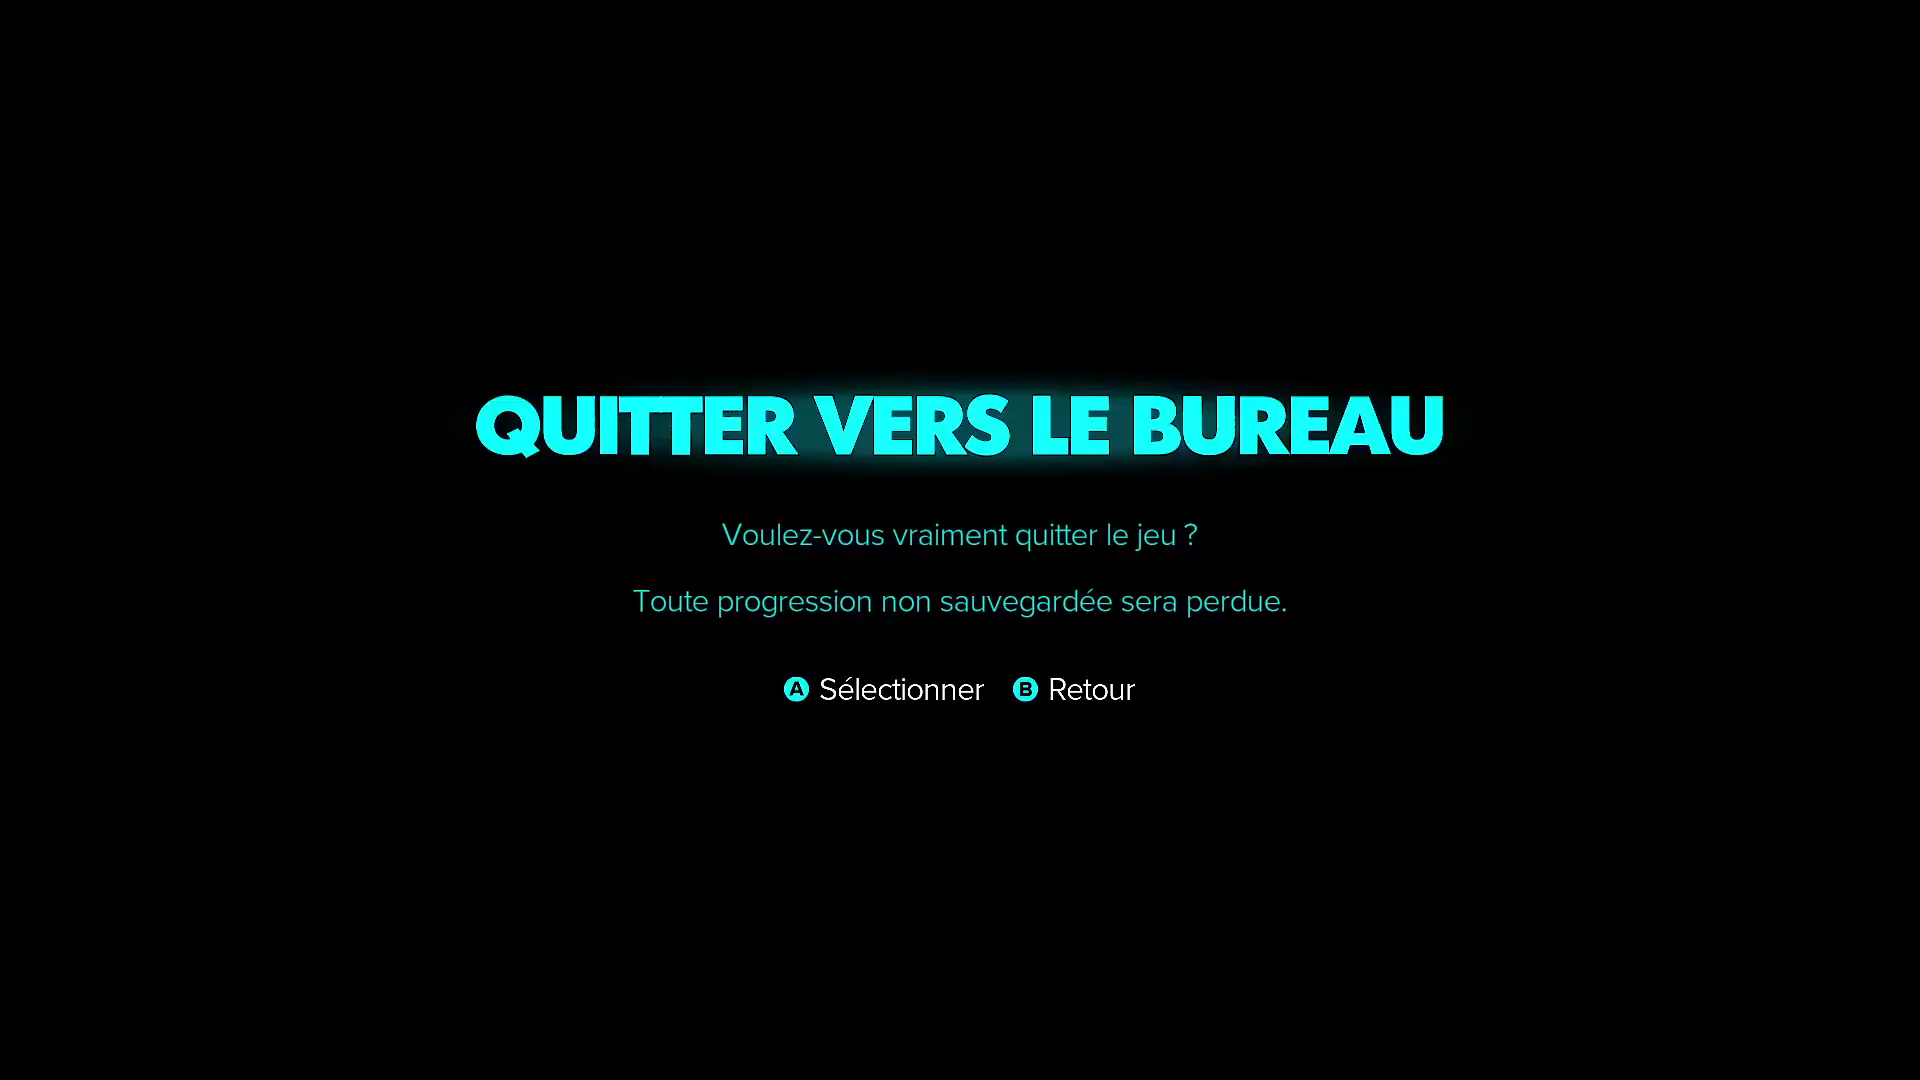 QUITTER VERS LE BUREAU
Voulez-vous vraiment quitter le jeu ?
Toute progression non sauvegardée sera perdue.
A Sélectionner B Retour